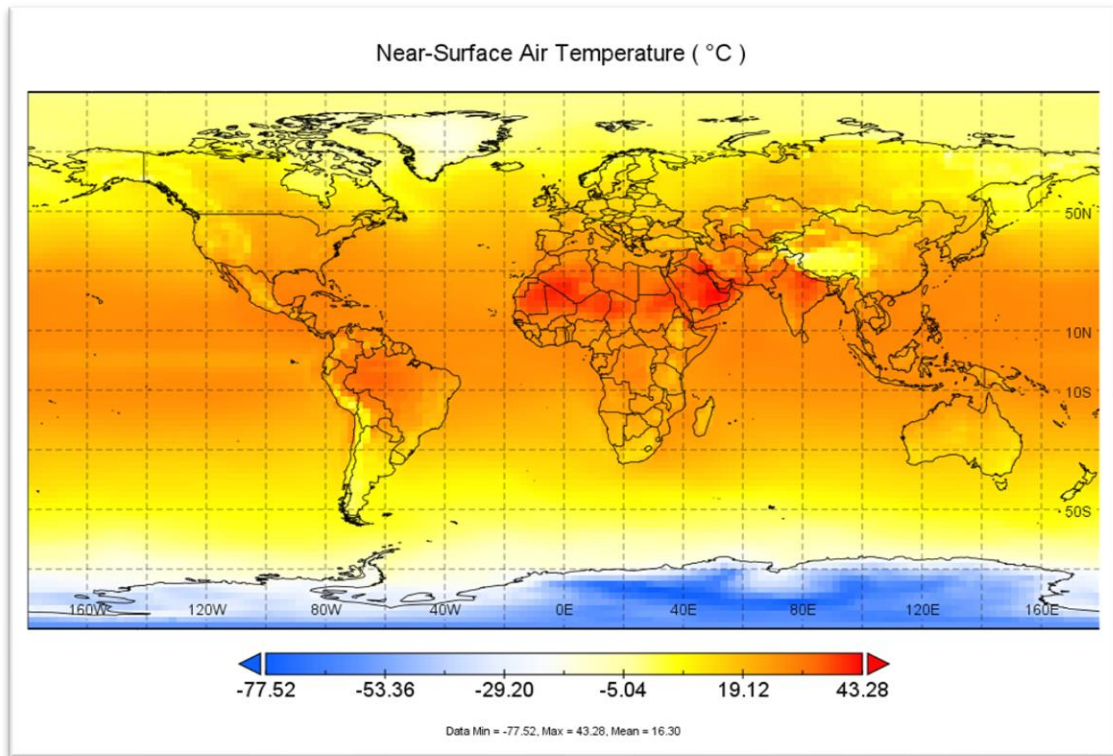 Near-Surface Air Temperature ( °C )
50N
10N
10S
50S
160W 120W 80W 40W 0E 40E 80E 120E 160E
-77.52 -53.36 -29.20 -5.04 19.12 43.28
Data Min = -77.52, Max = 43.28, Mean = 16.30